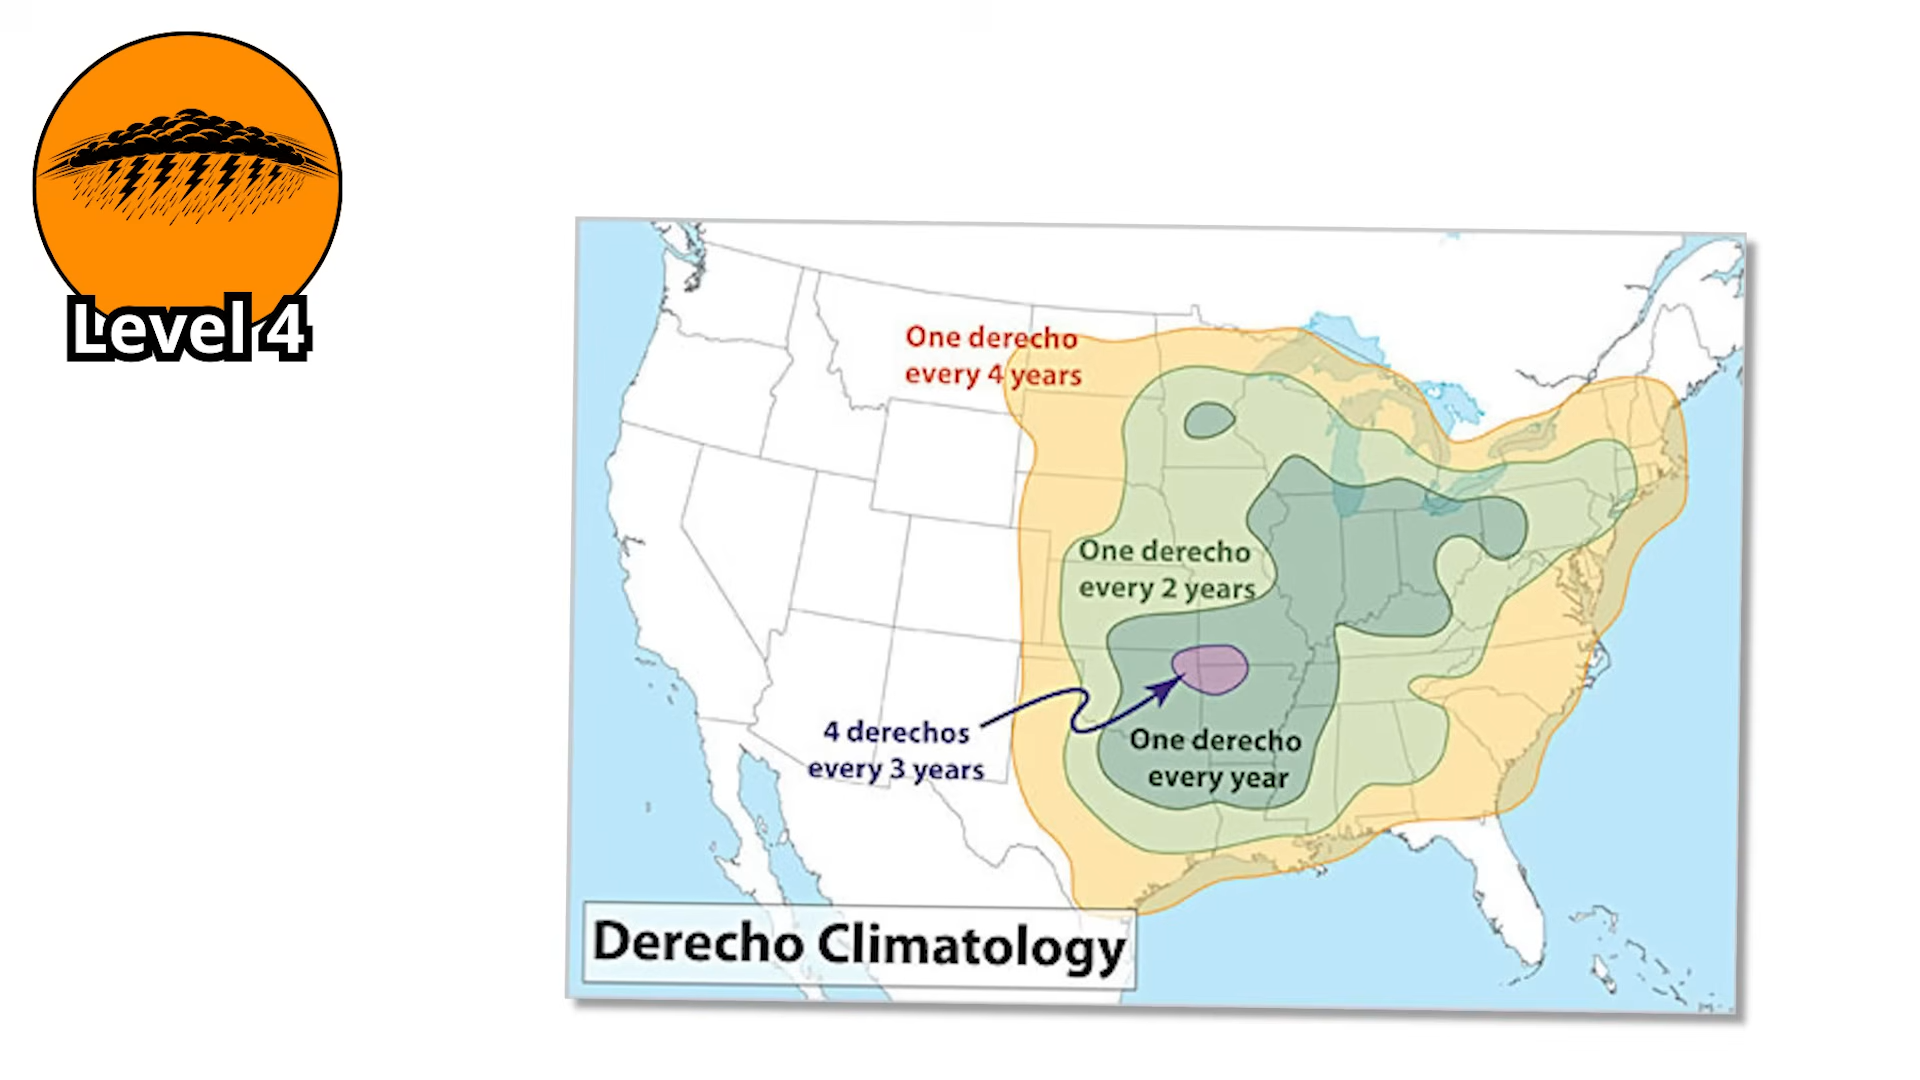 Level 4
One derecho
every 4 years
One derecho
every 2 years
4 derechos
every 3 years
One derecho
every year
Derecho Climatology